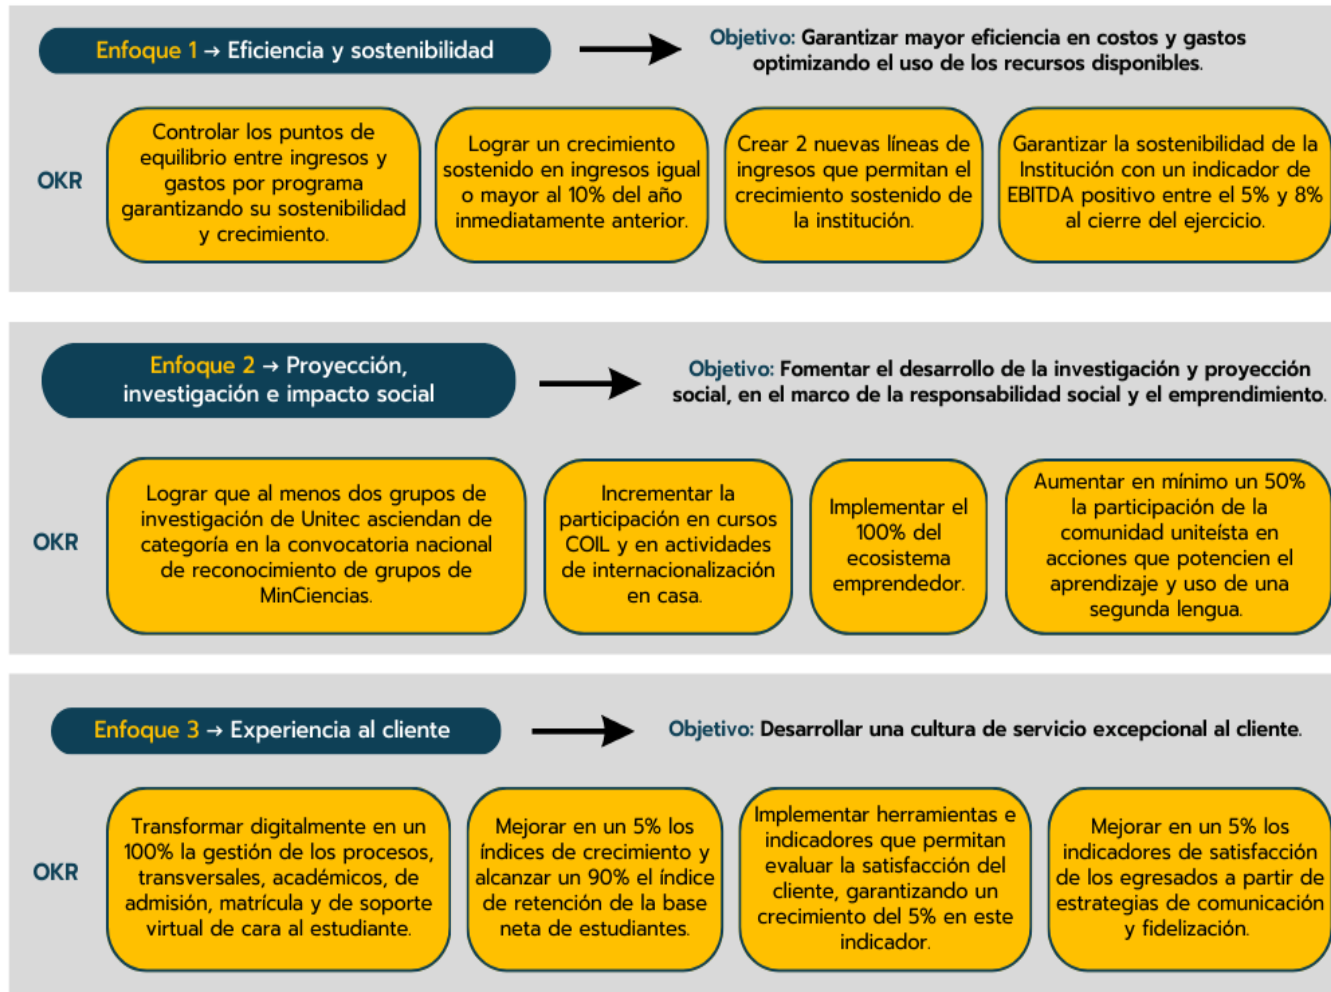 Enfoque 1 → Eficiencia y sostenibilidad
Objetivo: Garantizar mayor eficiencia en costos y gastos
optimizando el uso de los recursos disponibles.
OKR
Controlar los puntos de
equilibrio entre ingresos y
gastos por programa
garantizando su sostenibilidad
y crecimiento.
Lograr un crecimiento
sostenido en ingresos igual
o mayor al 10% del año
inmediatamente anterior.
Crear 2 nuevas líneas de
ingresos que permitan el
crecimiento sostenido de
la institución.
Garantizar la sostenibilidad de la
Institución con un indicador de
EBITDA positivo entre el 5% y 8%
al cierre del ejercicio.
Enfoque 2 → Proyección,
investigación e impacto social
Objetivo: Fomentar el desarrollo de la investigación y proyección
social, en el marco de la responsabilidad social y el emprendimiento.
OKR
Lograr que al menos dos grupos de
investigación de Unitec asciendan de
categoría en la convocatoria nacional
de reconocimiento de grupos de
MinCiencias.
Incrementar la
participación en cursos
COIL y en actividades
de internacionalización
en casa.
Implementar el
100% del
ecosistema
emprendedor.
Aumentar en mínimo un 50%
la participación de la
comunidad uniteísta en
acciones que potencien el
aprendizaje y uso de una
segunda lengua.
Enfoque 3 → Experiencia al cliente
Objetivo: Desarrollar una cultura de servicio excepcional al cliente.
OKR
Transformar digitalmente en un
100% la gestión de los procesos,
transversales, académicos, de
admisión, matrícula y de soporte
virtual de cara al estudiante.
Mejorar en un 5% los
índices de crecimiento y
alcanzar un 90% el índice
de retención de la base
neta de estudiantes.
Implementar herramientas e
indicadores que permitan
evaluar la satisfacción del
cliente, garantizando un
crecimiento del 5% en este
indicador.
Mejorar en un 5% los
indicadores de satisfacción
de los egresados a partir de
estrategias de comunicación
y fidelización.